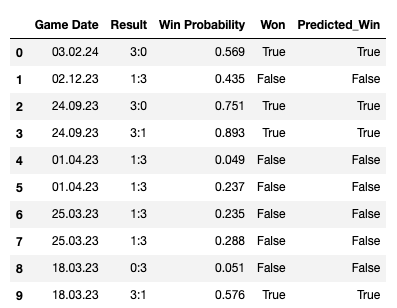 Game Date Result Win Probability Won Predicted_Win
0 03.02.24 3:0 0.569 True True
1 02.12.23 1:3 0.435 False False
2 24.09.23 3:0 0.751 True True
3 24.09.23 3:1 0.893 True True
4 01.04.23 1:3 0.049 False False
5 01.04.23 1:3 0.237 False False
6 25.03.23 1:3 0.235 False False
7 25.03.23 1:3 0.288 False False
8 18.03.23 0:3 0.051 False False
9 18.03.23 3:1 0.576 True True